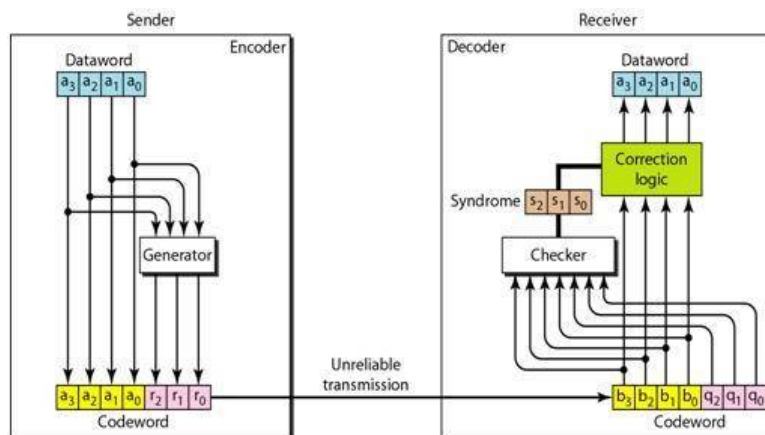 Sender
Receiver
Encoder
Decoder
Dataword
a3 a2 a1 a0
Dataword
a3 a2 a1 a0
Correction
logic
Syndrome
s2 s1 s0
Generator
Checker
Unreliable
transmission
a3 a2 a1 a0 r2 r1 r0
Codeword
b3 b2 b1 b0 q2 q1 q0
Codeword